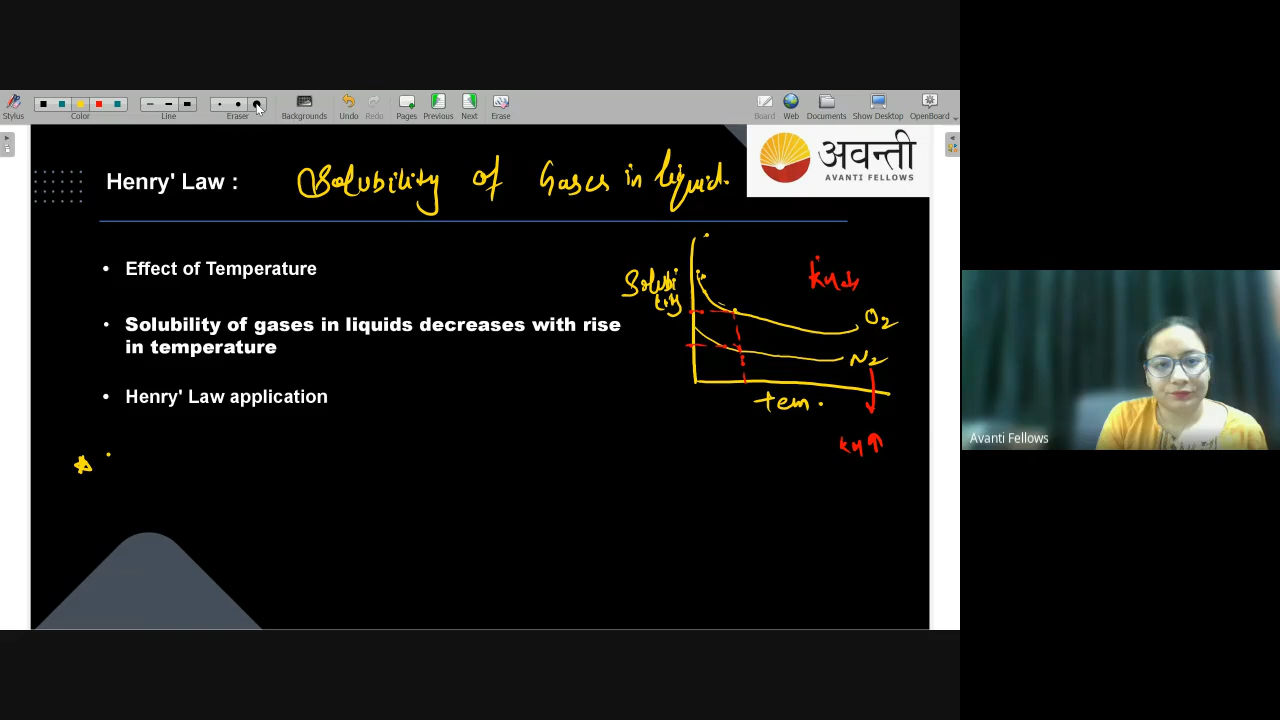 Stylus
Color
Line
Eraser
Backgrounds
Undo
Redo
Pages
Previous
Next
Erase
Board
Web
Documents
Show Desktop
OpenBoard
अवन्ती
AVANTI FELLOWS
Henry' Law : Solubility of Gases in liquid.
• Effect of Temperature
• Solubility of gases in liquids decreases with rise
in temperature
• Henry' Law application
Solubi
lity
O2
N2
tem.
KH↑
Avanti Fellows